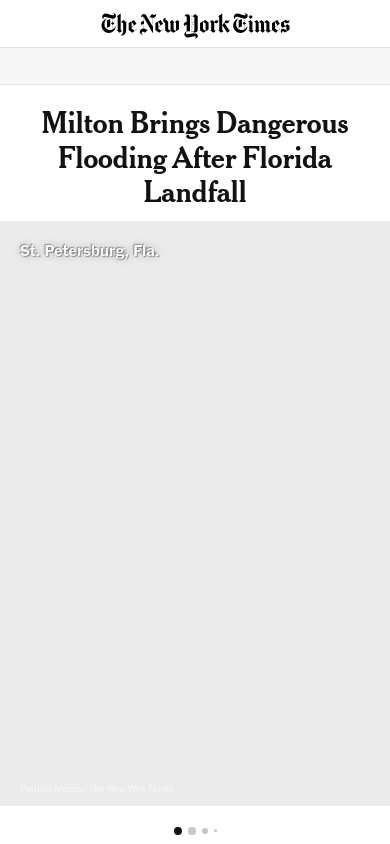 The New York Times
Milton Brings Dangerous
Flooding After Florida
Landfall
St. Petersburg, Fla.
Patricia Mazzei/The New York Times